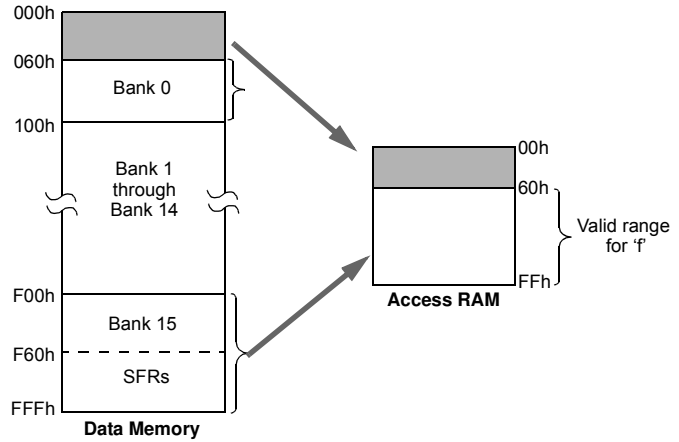 000h
060h
Bank 0
100h
Bank 1
through
Bank 14
F00h
Bank 15
F60h
SFRs
FFFh
Data Memory
00h
60h
Valid range
for ‘f’
FFh
Access RAM